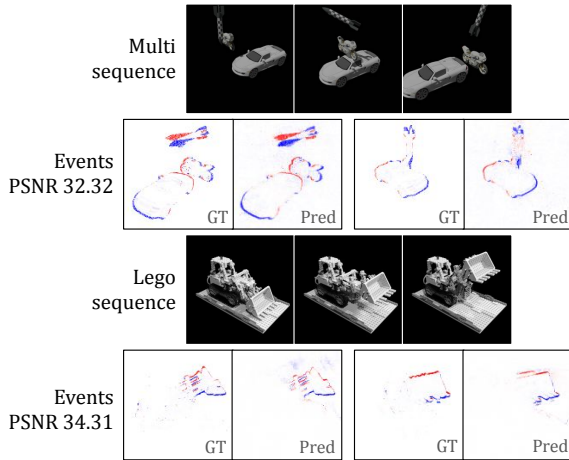 Multi
sequence
Events
PSNR 32.32
GT
Pred
GT
Pred
Lego
sequence
Events
PSNR 34.31
GT
Pred
GT
Pred